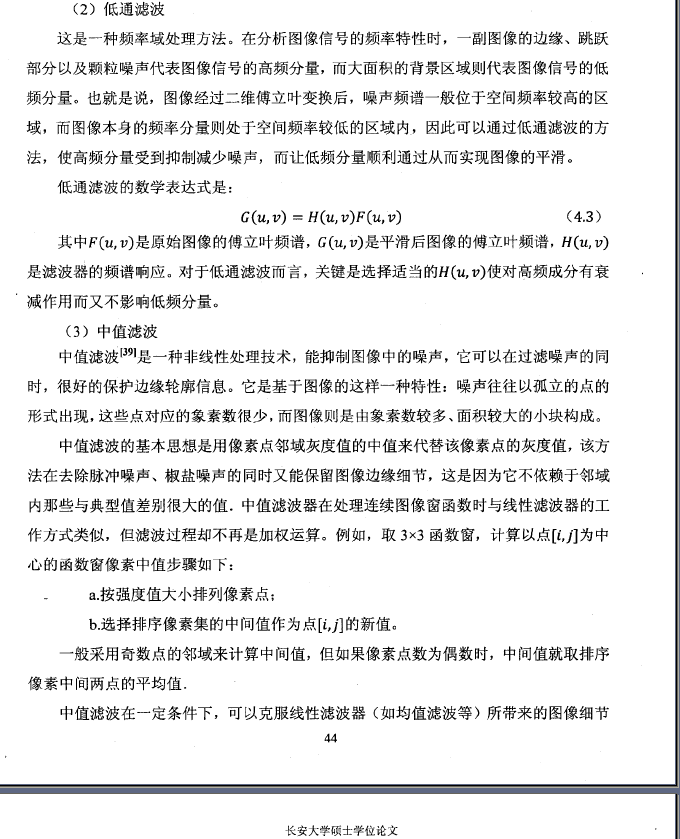 （2）低通滤波
这是一种频率域处理方法。在分析图像信号的频率特性时，一副图像的边缘、跳跃
部分以及颗粒噪声代表图像信号的高频分量，而大面积的背景区域则代表图像信号的低
频分量。也就是说，图像经过二维傅立叶变换后，噪声频谱一般位于空间频率较高的区
域，而图像本身的频率分量则处于空间频率较低的区域内，因此可以通过低通滤波的方
法，使高频分量受到抑制减少噪声，而让低频分量顺利通过从而实现图像的平滑。
低通滤波的数学表达式是：
G(u,v) = H(u,v)F(u,v) （4.3）
其中F(u,v)是原始图像的傅立叶频谱，G(u,v)是平滑后图像的傅立叶频谱，H(u,v)
是滤波器的频谱响应。对于低通滤波而言，关键是选择适当的H(u,v)使对高频成分有衰
减作用而又不影响低频分量。
（3）中值滤波
中值滤波[39]是一种非线性处理技术，能抑制图像中的噪声，它可以在过滤噪声的同
时，很好的保护边缘轮廓信息。它是基于图像的这样一种特性：噪声往往以孤立的点的
形式出现，这些点对应的象素数很少，而图像则是由象素数较多、面积较大的小块构成。
中值滤波的基本思想是用像素点邻域灰度值的中值来代替该像素点的灰度值，该方
法在去除脉冲噪声、椒盐噪声的同时又能保留图像边缘细节，这是因为它不依赖于邻域
内那些与典型值差别很大的值．中值滤波器在处理连续图像窗函数时与线性滤波器的工
作方式类似，但滤波过程却不再是加权运算。例如，取 3×3 函数窗，计算以点[i,j]为中
心的函数窗像素中值步骤如下：
a.按强度值大小排列像素点；
b.选择排序像素集的中间值作为点[i,j]的新值。
一般采用奇数点的邻域来计算中间值，但如果像素点数为偶数时，中间值就取排序
像素中间两点的平均值．
中值滤波在一定条件下，可以克服线性滤波器（如均值滤波等）所带来的图像细节
44
长安大学硕士学位论文